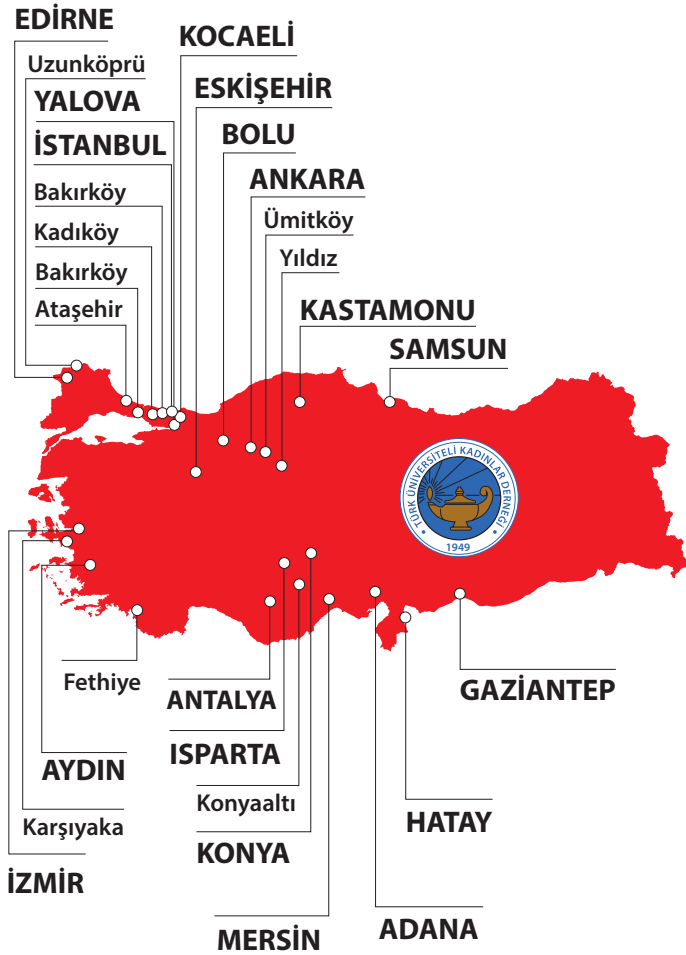 EDİRNE
KOCAELİ
Uzunköprü
ESKİŞEHİR
YALOVA
BOLU
İSTANBUL
ANKARA
Bakırköy
Ümitköy
Kadıköy
Yıldız
Bakırköy
Ataşehir
KASTAMONU
SAMSUN
TÜRK ÜNİVERSİTELİ KADINLAR DERNEĞİ
1949
Fethiye
ANTALYA
GAZİANTEP
ISPARTA
AYDIN
Konyaaltı
Karşıyaka
HATAY
KONYA
İZMİR
ADANA
MERSİN